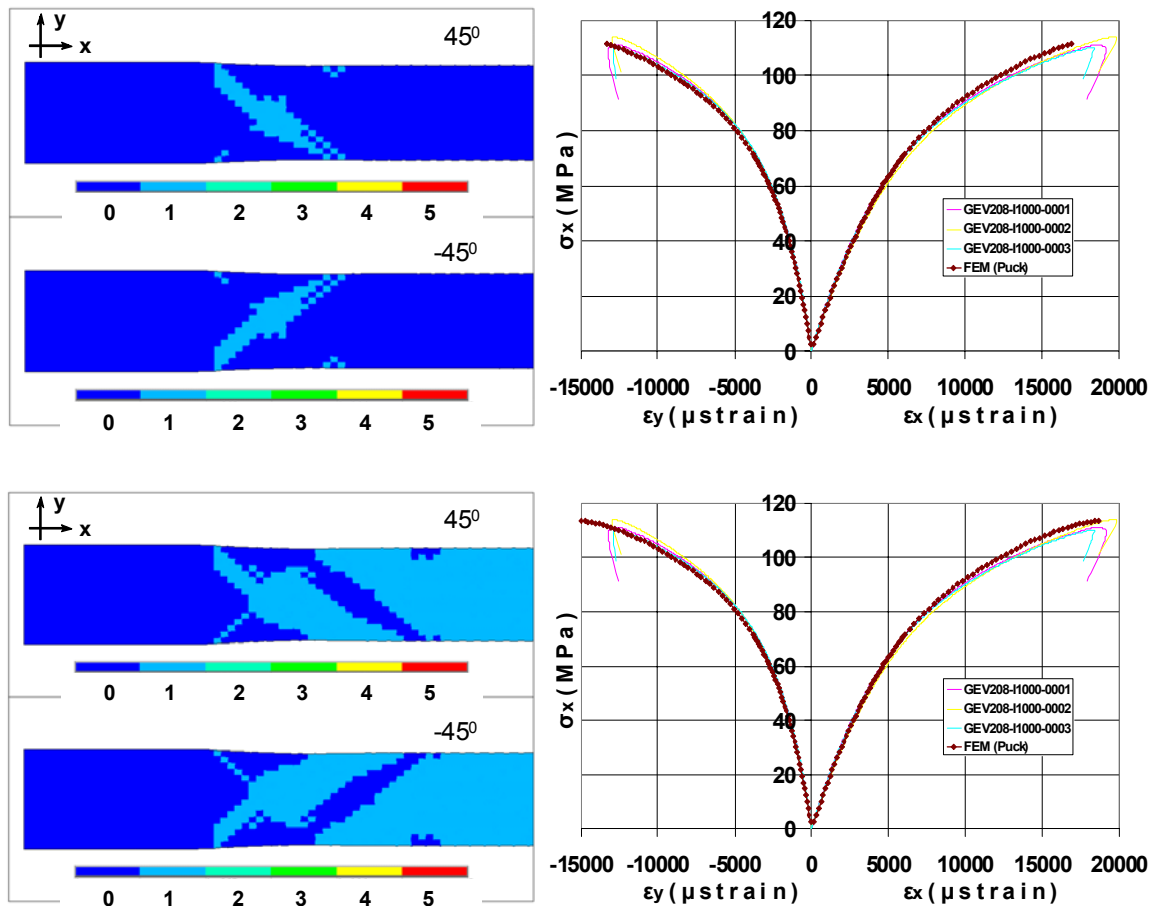 y
x
45⁰
0 1 2 3 4 5
-45⁰
0 1 2 3 4 5
σx (MPa)
120
100
80
60
40
20
0
-15000 -10000 -5000 0 5000 10000 15000 20000
εy (μstrain) εx (μstrain)
GEV208-I1000-0001
GEV208-I1000-0002
GEV208-I1000-0003
FEM (Puck)
y
x
45⁰
0 1 2 3 4 5
-45⁰
0 1 2 3 4 5
σx (MPa)
120
100
80
60
40
20
0
-15000 -10000 -5000 0 5000 10000 15000 20000
εy (μstrain) εx (μstrain)
GEV208-I1000-0001
GEV208-I1000-0002
GEV208-I1000-0003
FEM (Puck)